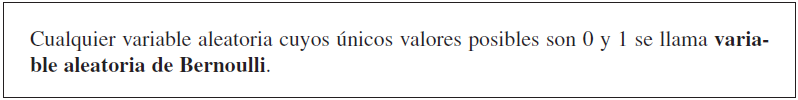 Cualquier variable aleatoria cuyos únicos valores posibles son 0 y 1 se llama varia-
ble aleatoria de Bernoulli.